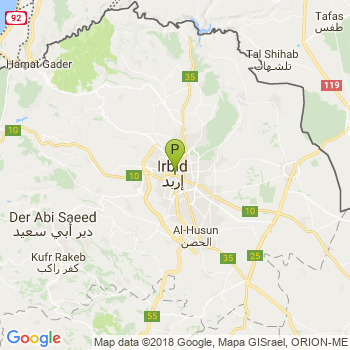 92
Tafas
طفس
Hamat Gader
35
Tal Shihab
تلشهاب
119
10
P
Irbid
إربد
10
Der Abi Saeed
دير أبي سعيد
10
Al-Husun
الحصن
Kufr Rakeb
كفر راكب
35
25
55
Google
Map data ©2018 Google, Mapa GISrael, ORION-ME